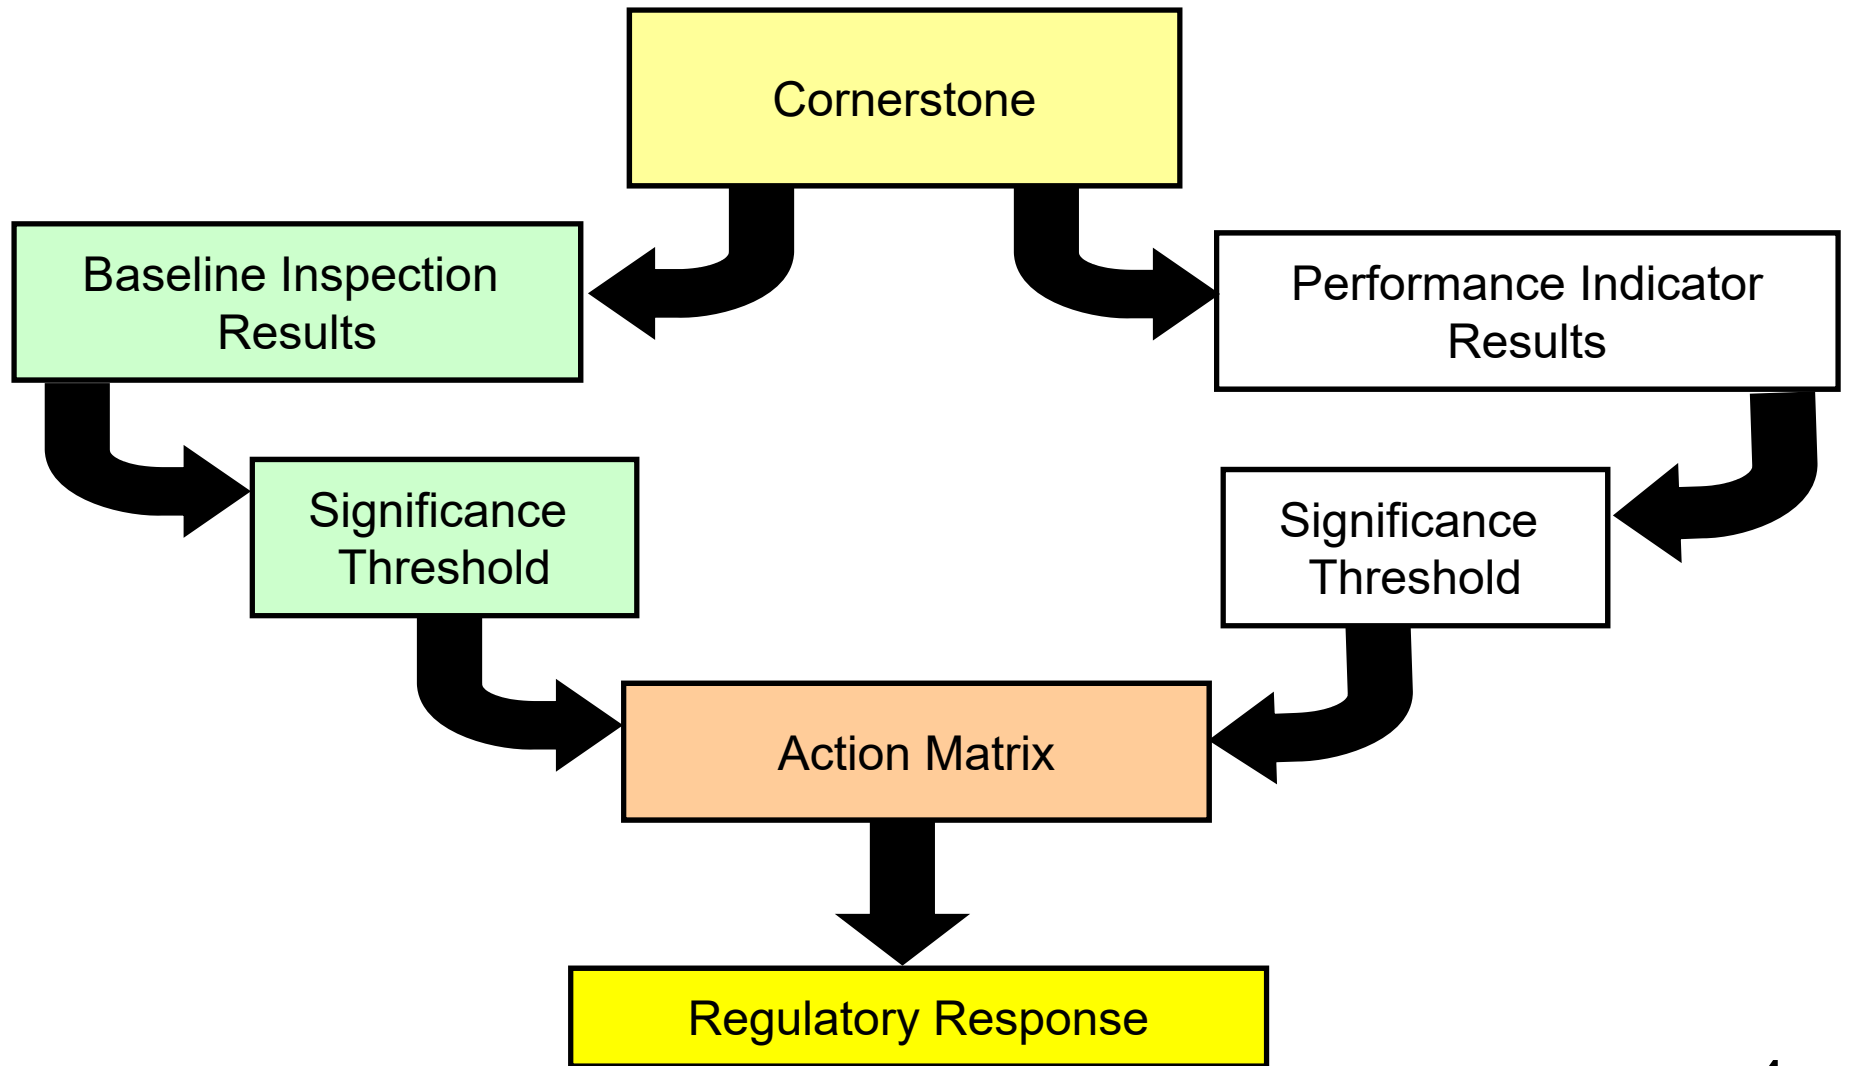 Cornerstone
Baseline Inspection
Results
Performance Indicator
Results
Significance
Threshold
Significance
Threshold
Action Matrix
Regulatory Response